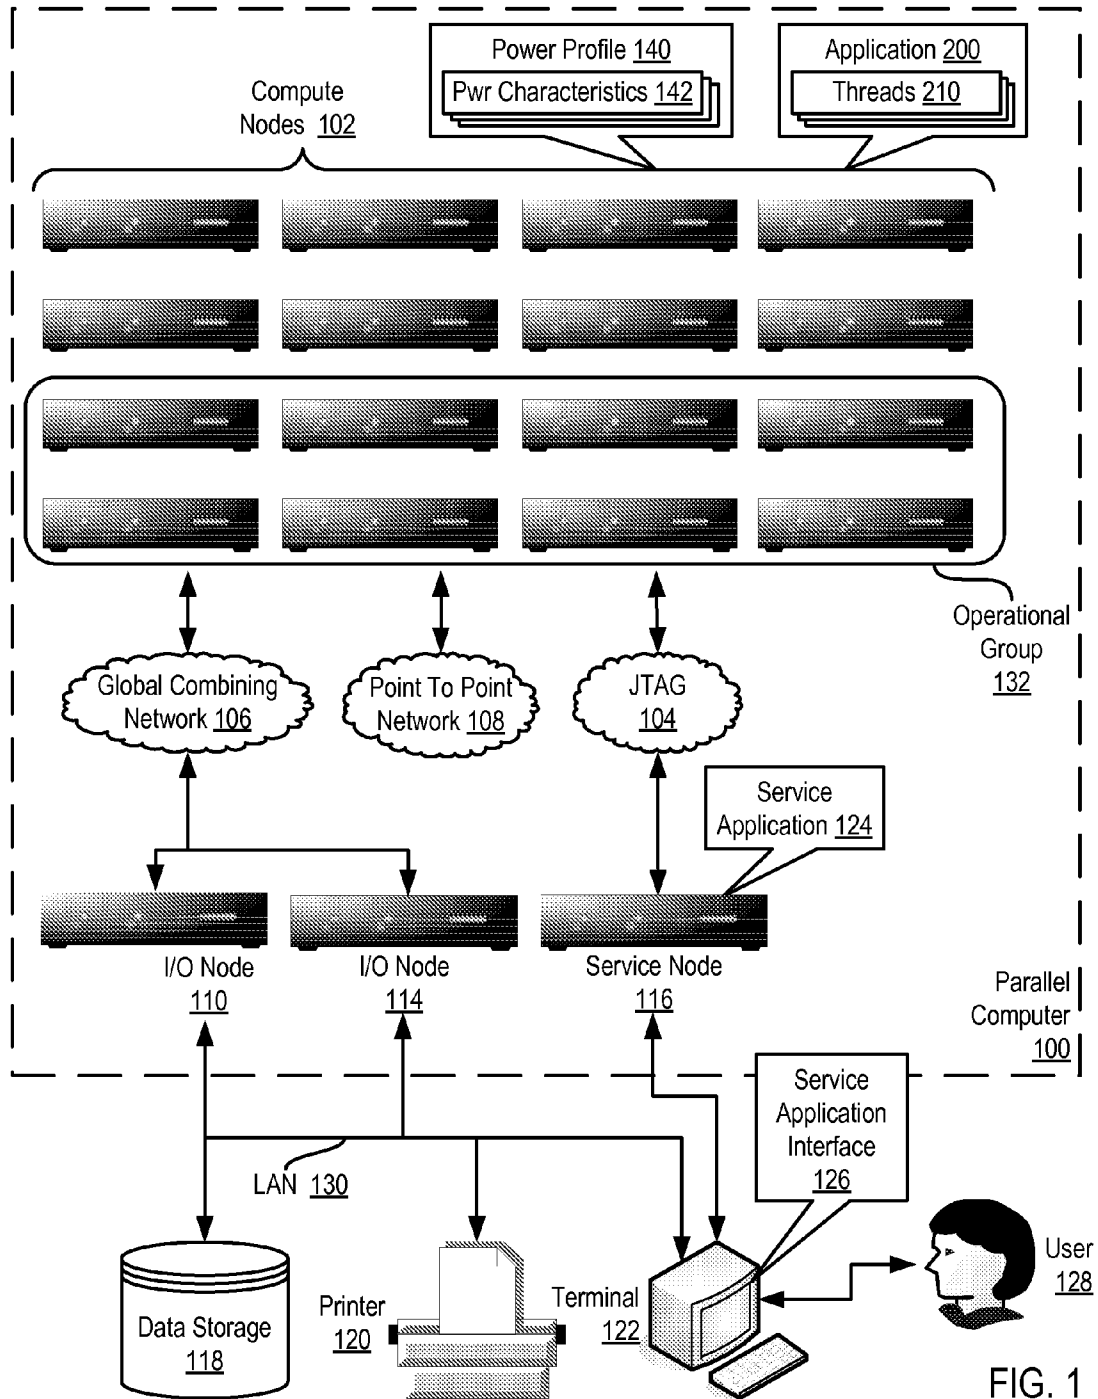 Power Profile 140
Pwr Characteristics 142
Application 200
Threads 210
Compute
Nodes 102
Operational
Group
132
Global Combining
Network 106
Point To Point
Network 108
JTAG
104
Service
Application 124
I/O Node
110
I/O Node
114
Service Node
116
Parallel
Computer
100
Service
Application
Interface
126
LAN 130
Data Storage
118
Printer
120
Terminal
122
User
128
FIG. 1